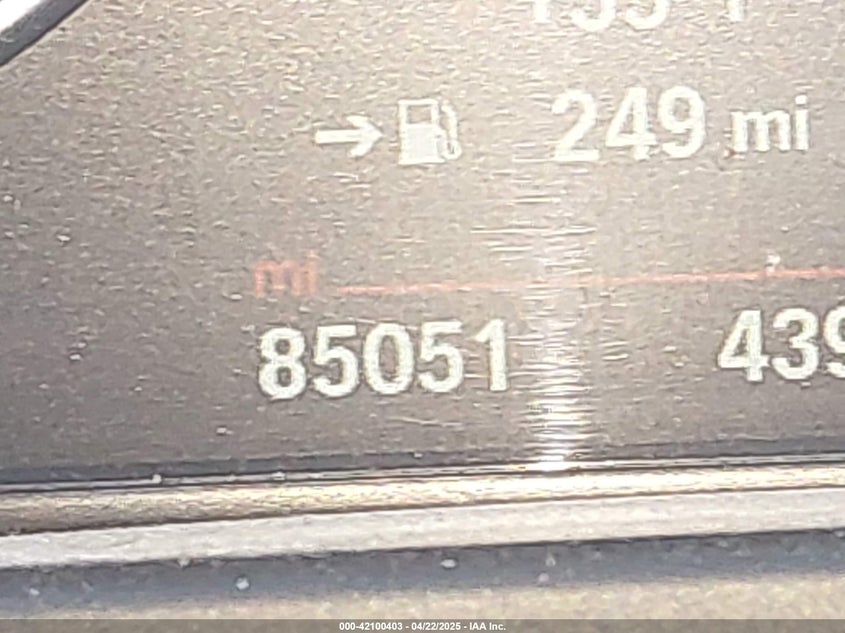 249 mi
mi
85051 439
000-42100403 - 04/22/2025 - IAA Inc.